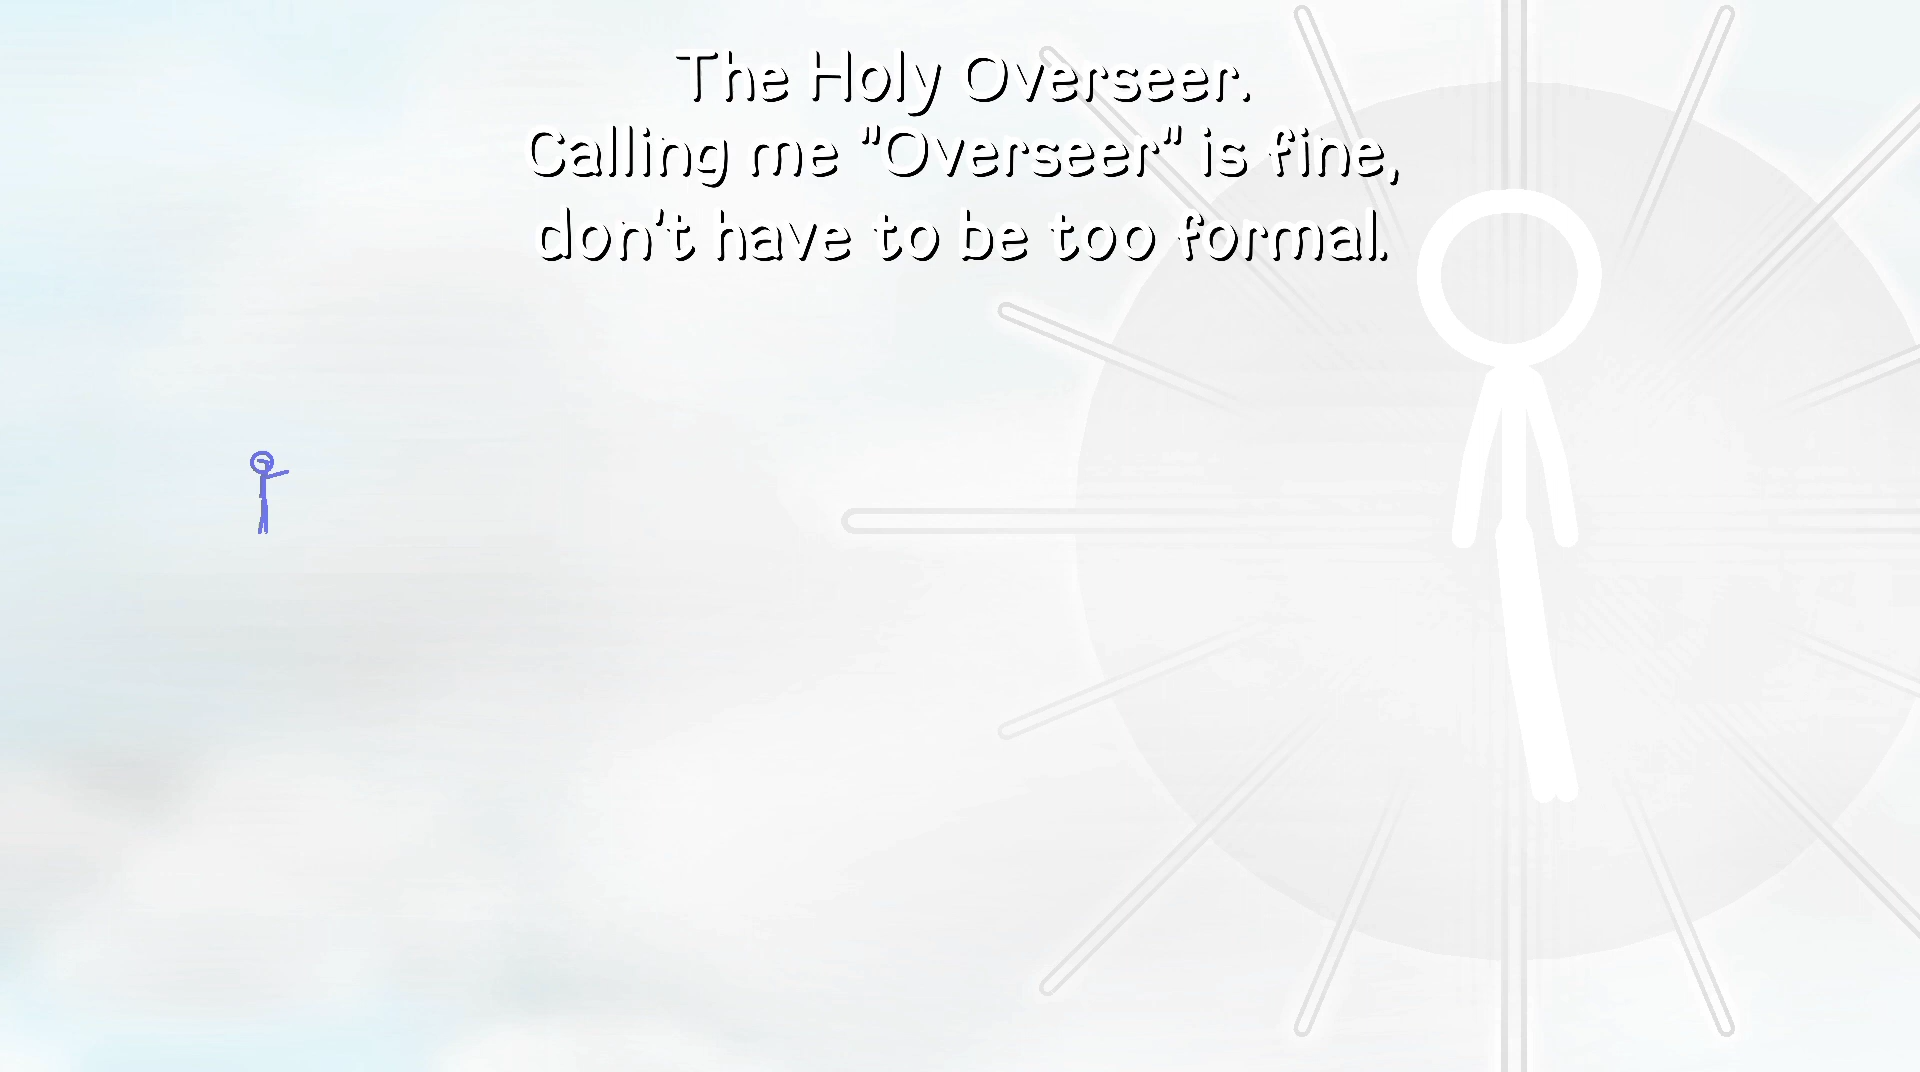 The Holy Overseer.
Calling me "Overseer" is fine,
don't have to be too formal.